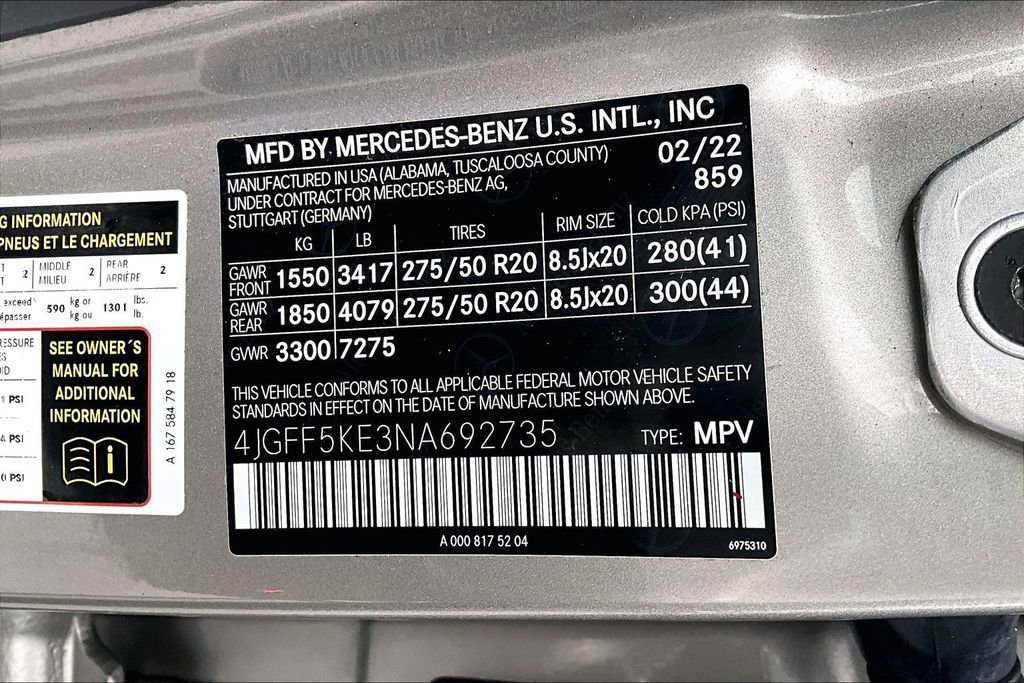 MFD BY MERCEDES-BENZ U.S. INTL., INC
MANUFACTURED IN USA (ALABAMA, TUSCALOOSA COUNTY) 02/22
UNDER CONTRACT FOR MERCEDES-BENZ AG, 859
STUTTGART (GERMANY)
KG LB TIRES RIM SIZE COLD KPA (PSI)
GAWR FRONT 1550 3417 275/50 R20 8.5Jx20 280(41)
GAWR REAR 1850 4079 275/50 R20 8.5Jx20 300(44)
GVWR 3300 7275
THIS VEHICLE CONFORMS TO ALL APPLICABLE FEDERAL MOTOR VEHICLE SAFETY
STANDARDS IN EFFECT ON THE DATE OF MANUFACTURE SHOWN ABOVE.
4JGFF5KE3NA692735 TYPE: MPV
A 000 817 52 04
6975310
INFORMATION
PNEUS ET LE CHARGEMENT
2 MIDDLE 2 REAR 2
MILIEU ARRIÈRE
exceed 590 kg or 1301 lbs.
kg ou lb.
SEE OWNER´S
MANUAL FOR
ADDITIONAL
INFORMATION
PSI
PSI
PSI
A 167 584 79 18